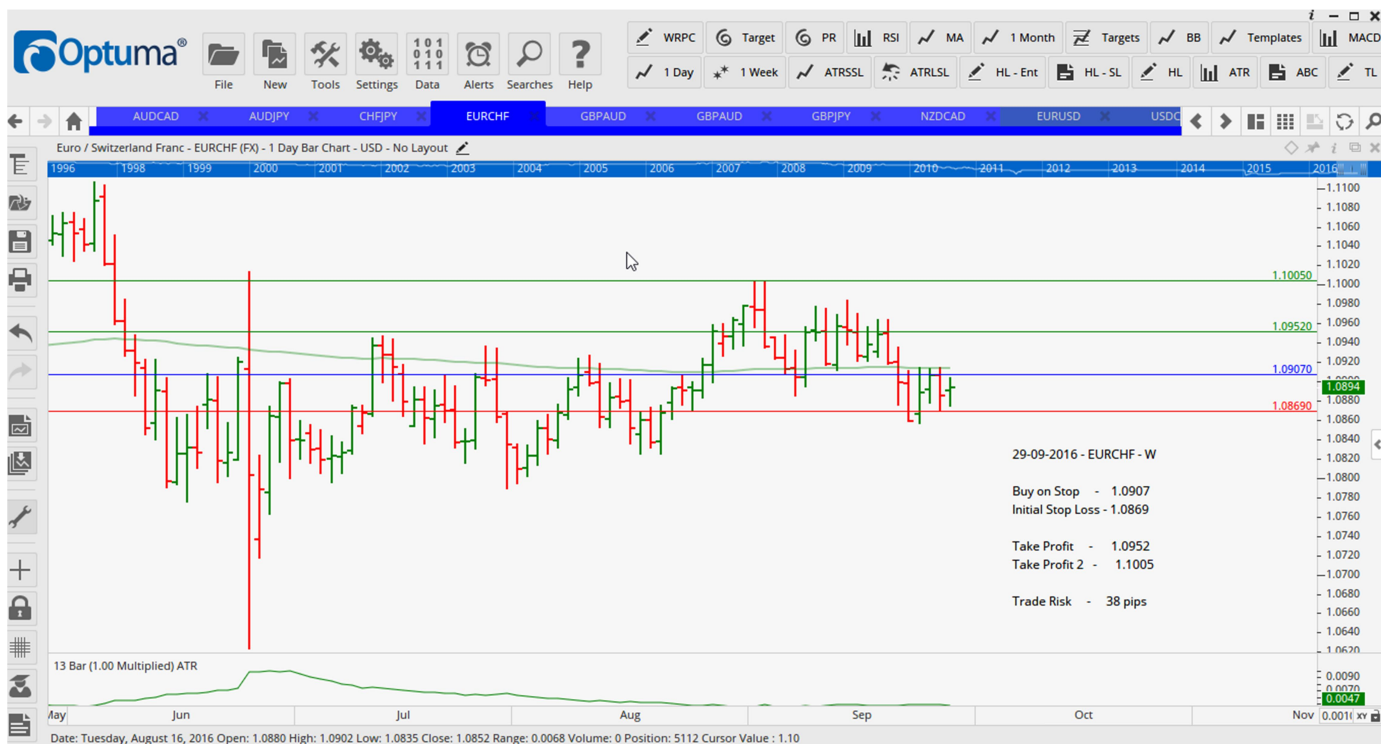 Optuma®
File
New
Tools
Settings
Data
Alerts
Searches
Help
WRPC
Target
PR
RSI
MA
1 Month
Targets
BB
Templates
MACD
1 Day
1 Week
ATRSSL
ATRLSL
HL - Ent
HL - SL
HL
ATR
ABC
TL
AUDCAD
AUDJPY
CHFJPY
EURCHF
GBPAUD
GBPAUD
GBPJPY
NZDCAD
EURUSD
USDC
Euro / Switzerland Franc - EURCHF (FX) - 1 Day Bar Chart - USD - No Layout
1996 1998 1999 2000 2001 2002 2003 2004 2005 2006 2007 2008 2009 2010 2011 2012 2013 2014 2015 2016
1.1100
1.1080
1.1060
1.1040
1.1020
1.10050
1.1000
1.0980
1.0960
1.09520
1.0940
1.0920
1.09070
1.0894
1.0880
1.08690
1.0860
1.0840
1.0820
1.0800
1.0780
1.0760
1.0740
1.0720
1.0700
1.0680
1.0660
1.0640
1.0620
29-09-2016 - EURCHF - W
Buy on Stop - 1.0907
Initial Stop Loss - 1.0869
Take Profit - 1.0952
Take Profit 2 - 1.1005
Trade Risk - 38 pips
13 Bar (1.00 Multiplied) ATR
0.0090
0.0070
0.0047
May Jun Jul Aug Sep Oct Nov
XY
Date: Tuesday, August 16, 2016 Open: 1.0880 High: 1.0902 Low: 1.0835 Close: 1.0852 Range: 0.0068 Volume: 0 Position: 5112 Cursor Value : 1.10